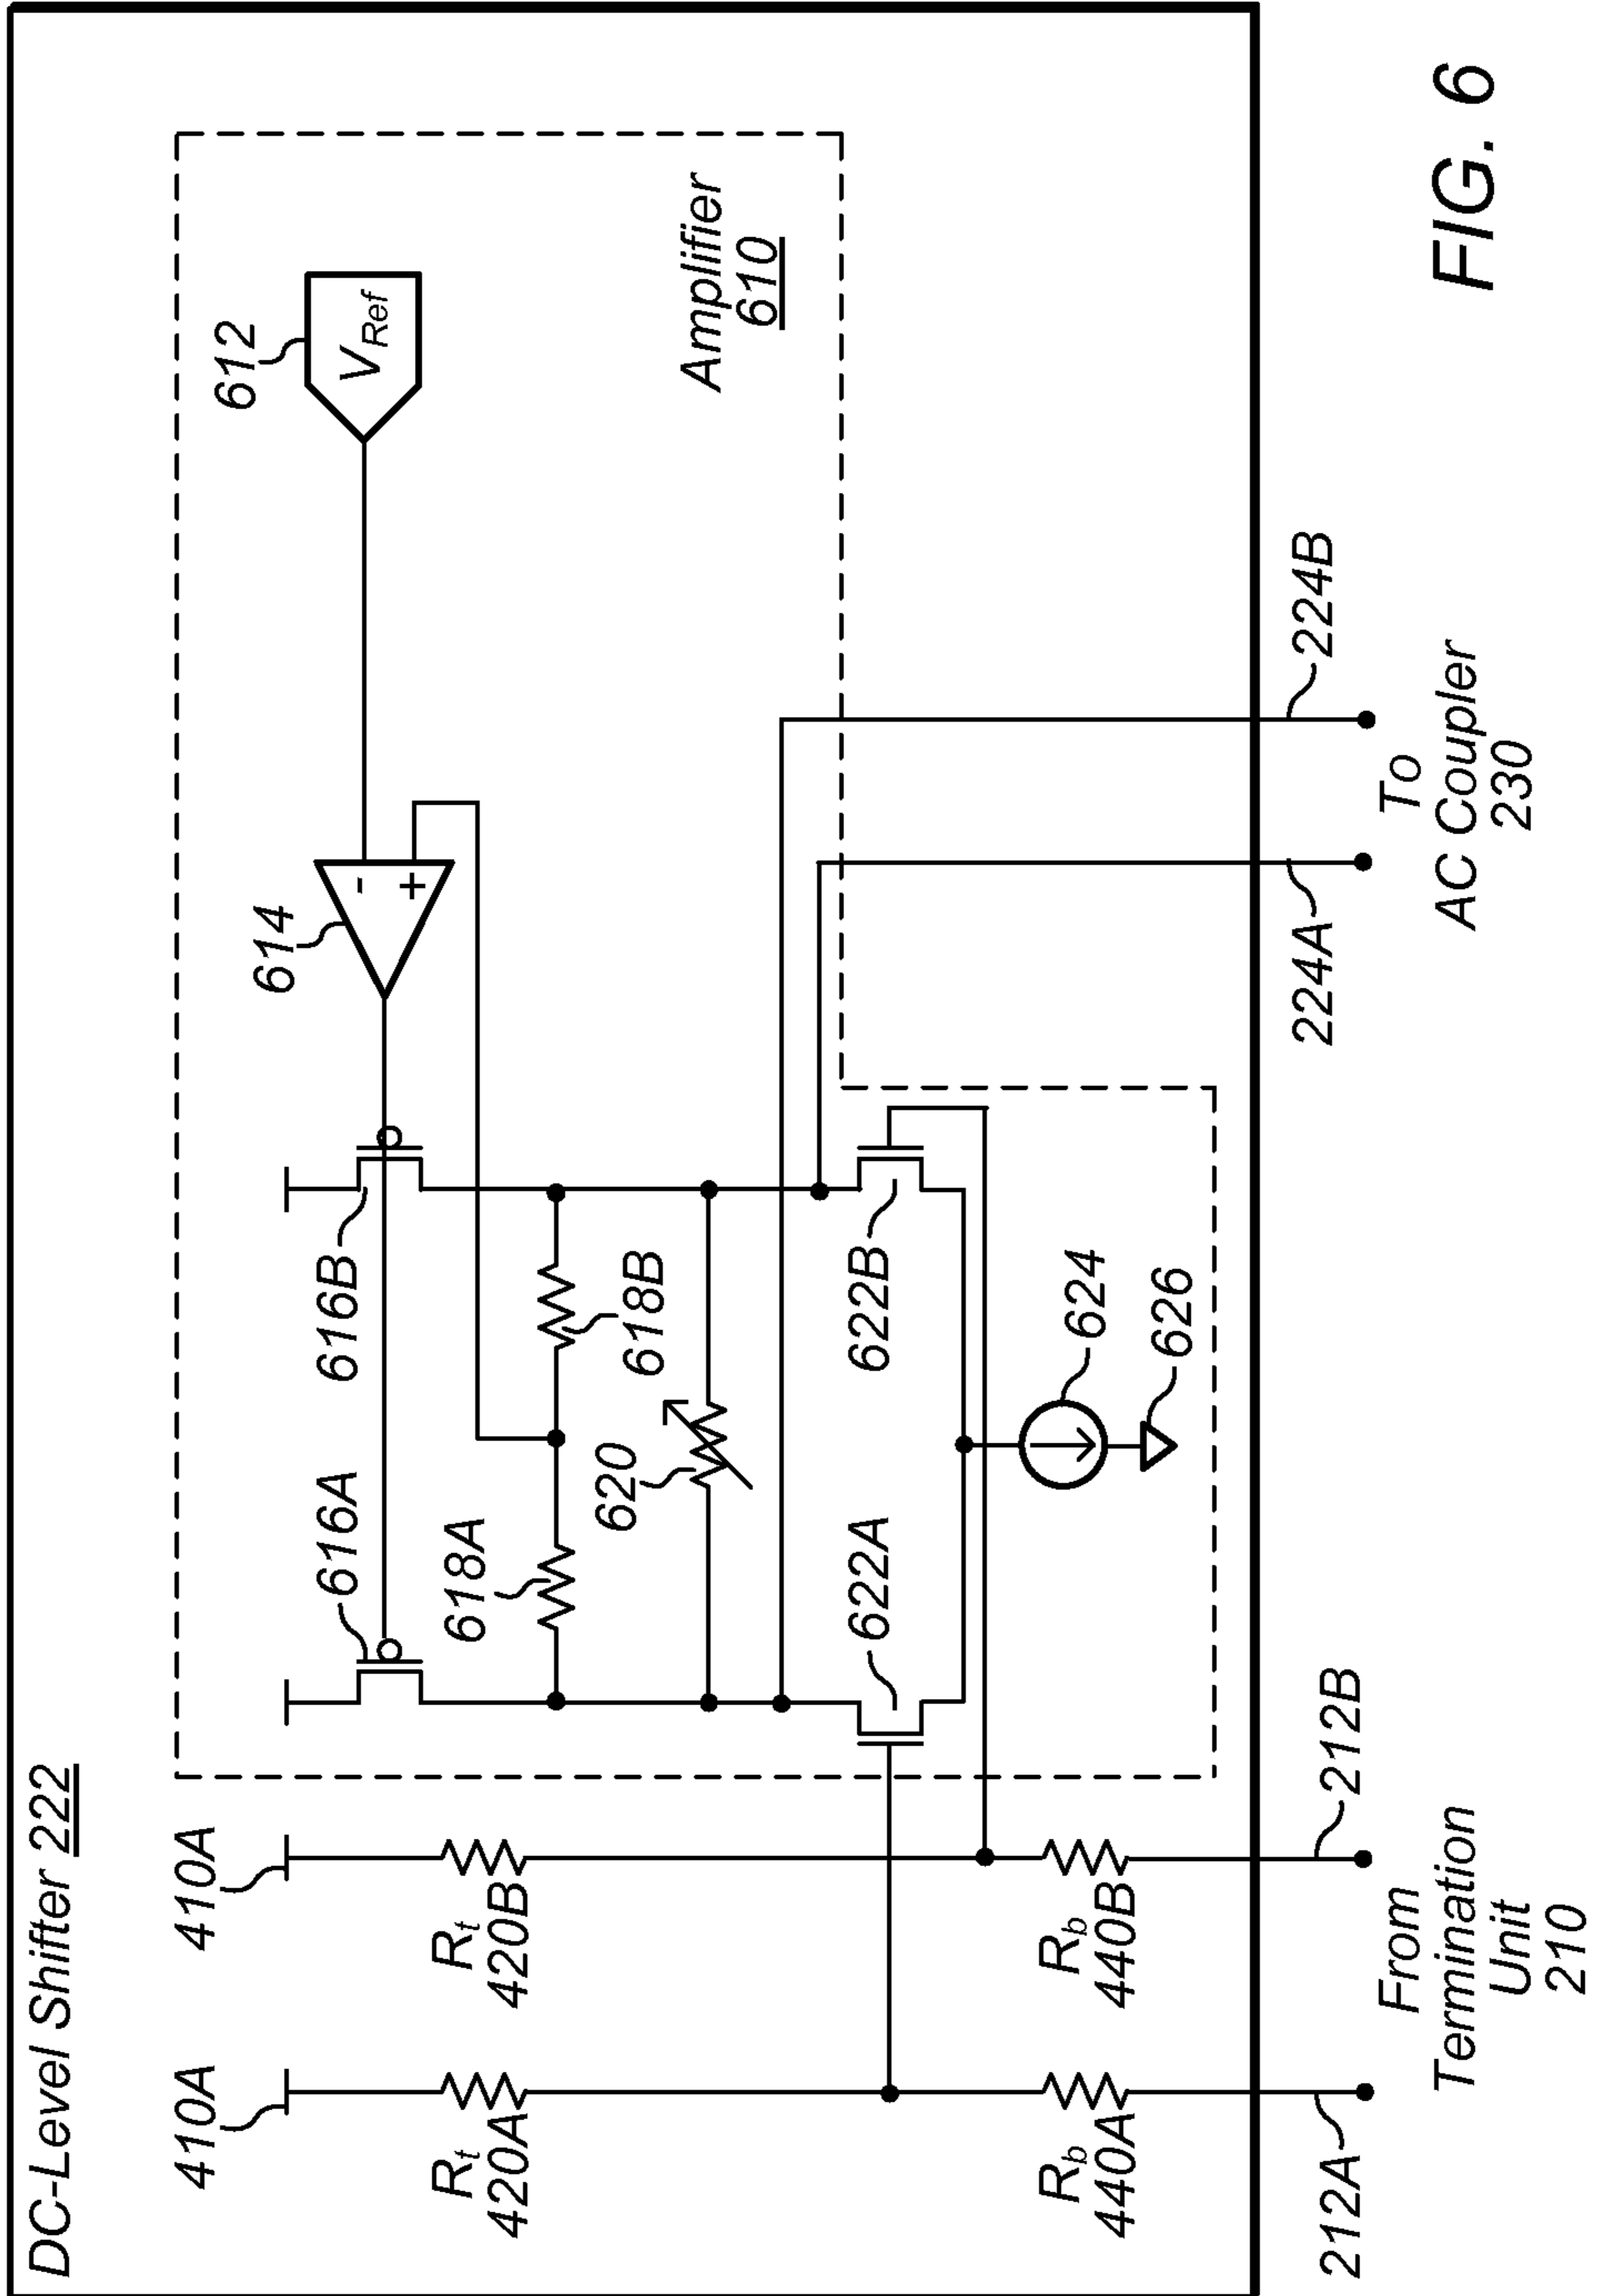 DC-Level Shifter 222
410A
410A
Rt
420A
Rt
420B
Rb
440A
Rb
440B
212A
212B
From
Termination
Unit
210
616A
616B
614
-
+
612
VRef
618A
618B
620
622A
622B
624
626
Amplifier
610
224A
224B
To
AC Coupler
230
FIG. 6